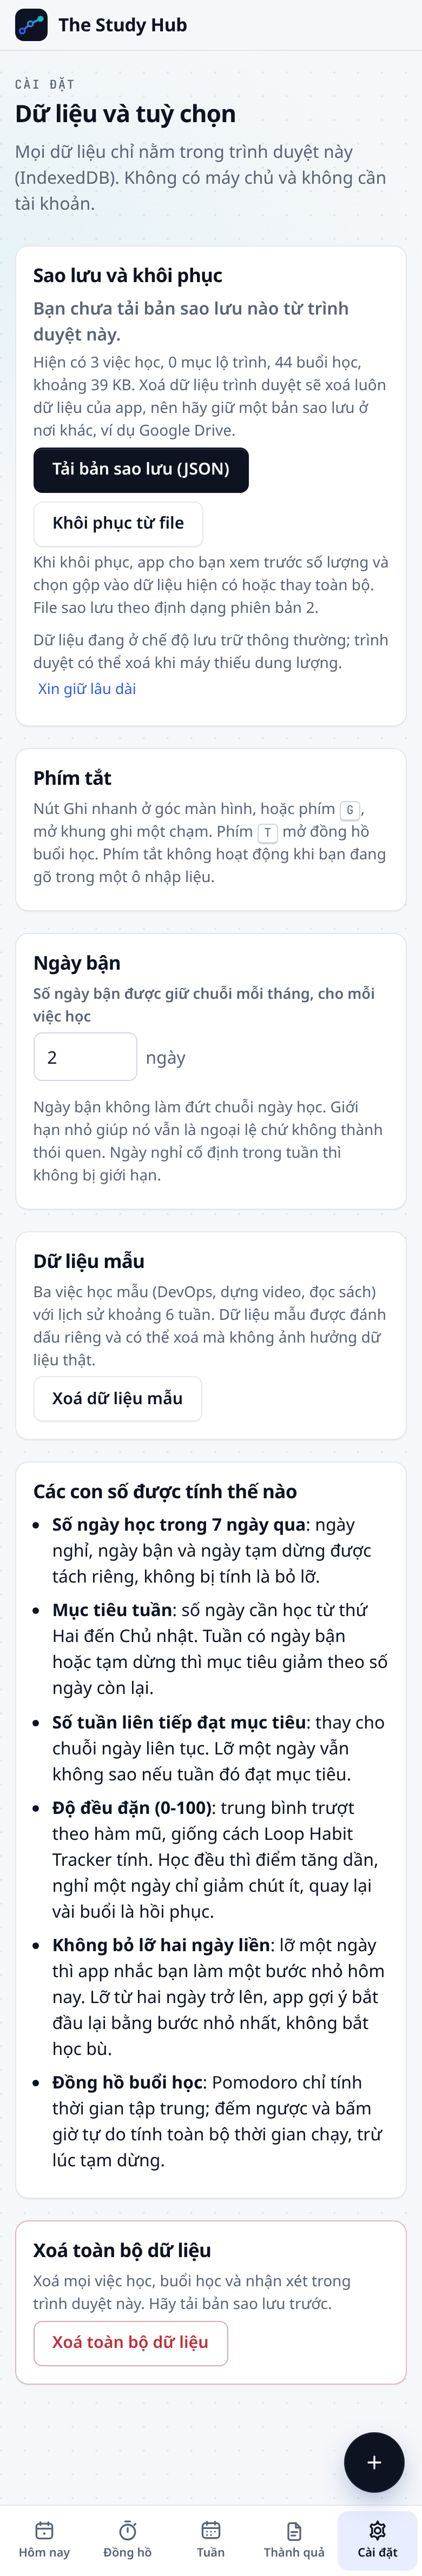 The Study Hub
CÀI ĐẶT
Dữ liệu và tuỳ chọn
Mọi dữ liệu chỉ nằm trong trình duyệt này
(IndexedDB). Không có máy chủ và không cần
tài khoản.
Sao lưu và khôi phục
Bạn chưa tải bản sao lưu nào từ trình
duyệt này.
Hiện có 3 việc học, 0 mục lộ trình, 44 buổi học,
khoảng 39 KB. Xoá dữ liệu trình duyệt sẽ xoá luôn
dữ liệu của app, nên hãy giữ một bản sao lưu ở
nơi khác, ví dụ Google Drive.
Tải bản sao lưu (JSON)
Khôi phục từ file
Khi khôi phục, app cho bạn xem trước số lượng và
chọn gộp vào dữ liệu hiện có hoặc thay toàn bộ.
File sao lưu theo định dạng phiên bản 2.
Dữ liệu đang ở chế độ lưu trữ thông thường; trình
duyệt có thể xoá khi máy thiếu dung lượng.
Xin giữ lâu dài
Phím tắt
Nút Ghi nhanh ở góc màn hình, hoặc phím G,
mở khung ghi một chạm. Phím T mở đồng hồ
buổi học. Phím tắt không hoạt động khi bạn đang
gõ trong một ô nhập liệu.
Ngày bận
Số ngày bận được giữ chuỗi mỗi tháng, cho mỗi
việc học
2 ngày
Ngày bận không làm đứt chuỗi ngày học. Giới
hạn nhỏ giúp nó vẫn là ngoại lệ chứ không thành
thói quen. Ngày nghỉ cố định trong tuần thì
không bị giới hạn.
Dữ liệu mẫu
Ba việc học mẫu (DevOps, dựng video, đọc sách)
với lịch sử khoảng 6 tuần. Dữ liệu mẫu được đánh
dấu riêng và có thể xoá mà không ảnh hưởng dữ
liệu thật.
Xoá dữ liệu mẫu
Các con số được tính thế nào
• Số ngày học trong 7 ngày qua: ngày
nghỉ, ngày bận và ngày tạm dừng được
tách riêng, không bị tính là bỏ lỡ.
• Mục tiêu tuần: số ngày cần học từ thứ
Hai đến Chủ nhật. Tuần có ngày bận
hoặc tạm dừng thì mục tiêu giảm theo số
ngày còn lại.
• Số tuần liên tiếp đạt mục tiêu: thay cho
chuỗi ngày liên tục. Lỡ một ngày vẫn
không sao nếu tuần đó đạt mục tiêu.
• Độ đều đặn (0-100): trung bình trượt
theo hàm mũ, giống cách Loop Habit
Tracker tính. Học đều thì điểm tăng dần,
nghỉ một ngày chỉ giảm chút ít, quay lại
vài buổi là hồi phục.
• Không bỏ lỡ hai ngày liền: lỡ một ngày
thì app nhắc bạn làm một bước nhỏ hôm
nay. Lỡ từ hai ngày trở lên, app gợi ý bắt
đầu lại bằng bước nhỏ nhất, không bắt
học bù.
• Đồng hồ buổi học: Pomodoro chỉ tính
thời gian tập trung; đếm ngược và bấm
giờ tự do tính toàn bộ thời gian chạy, trừ
lúc tạm dừng.
Xoá toàn bộ dữ liệu
Xoá mọi việc học, buổi học và nhận xét trong
trình duyệt này. Hãy tải bản sao lưu trước.
Xoá toàn bộ dữ liệu
+
Hôm nay Đồng hồ Tuần Thành quả Cài đặt